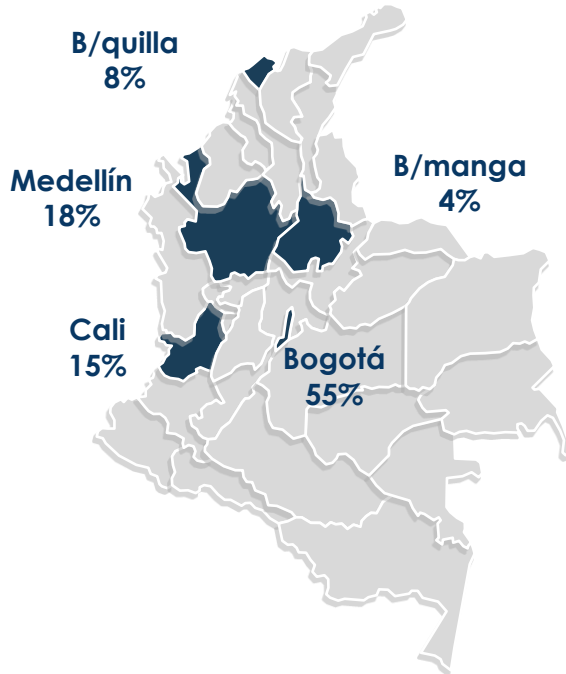 B/quilla
8%
Medellín
18%
B/manga
4%
Cali
15%
Bogotá
55%